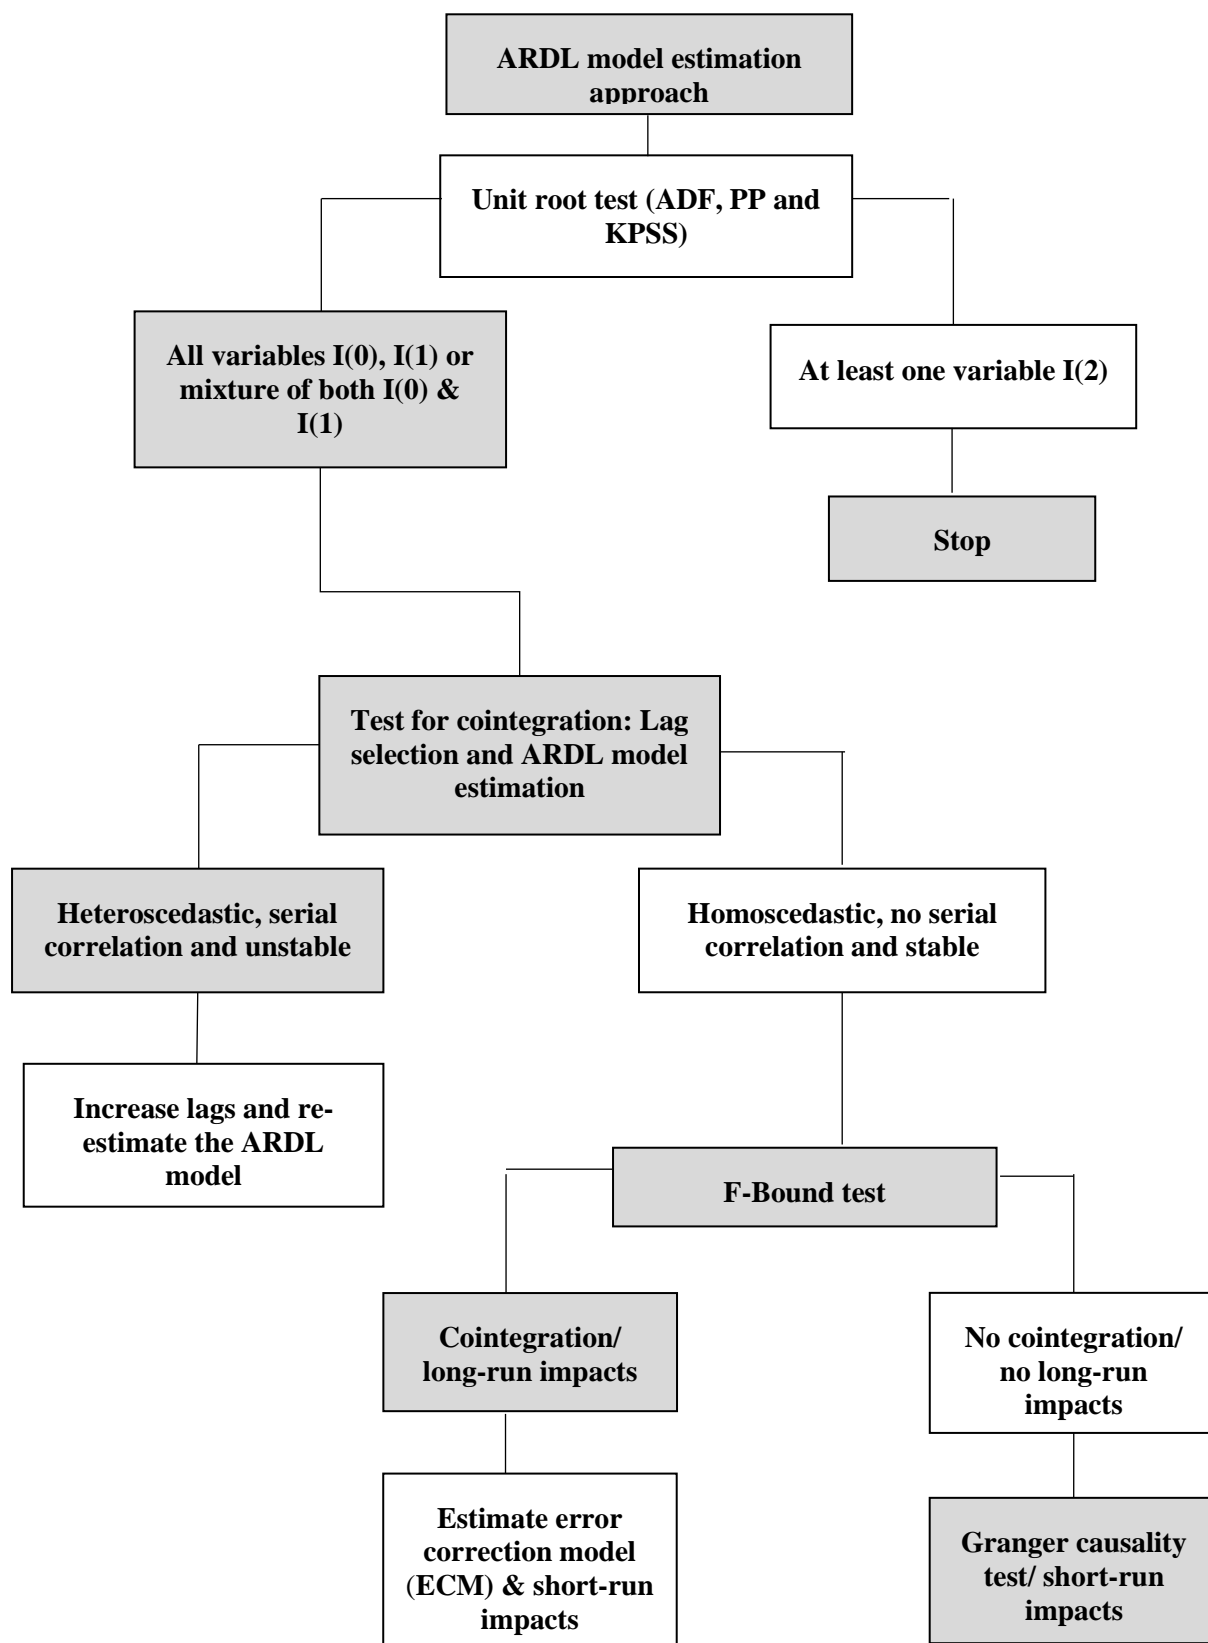 ARDL model estimation
approach
Unit root test (ADF, PP and
KPSS)
All variables I(0), I(1) or
mixture of both I(0) &
I(1)
At least one variable I(2)
Stop
Test for cointegration: Lag
selection and ARDL model
estimation
Heteroscedastic, serial
correlation and unstable
Homoscedastic, no serial
correlation and stable
Increase lags and re-
estimate the ARDL
model
F-Bound test
Cointegration/
long-run impacts
No cointegration/
no long-run
impacts
Estimate error
correction model
(ECM) & short-run
impacts
Granger causality
test/ short-run
impacts